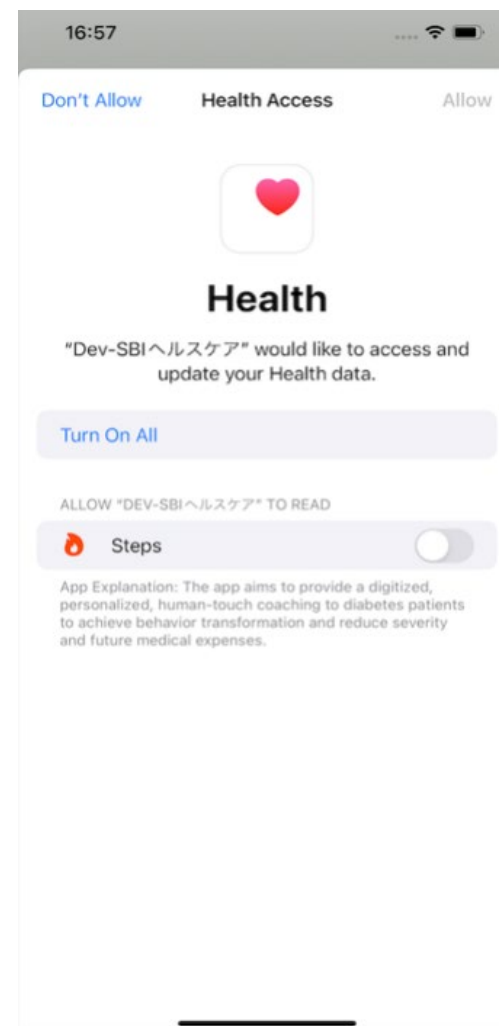 16:57
Don't Allow Health Access Allow
Health
"Dev-SBIヘルスケア" would like to access and
update your Health data.
Turn On All
ALLOW "DEV-SBIヘルスケア" TO READ
Steps
App Explanation: The app aims to provide a digitized,
personalized, human-touch coaching to diabetes patients
to achieve behavior transformation and reduce severity
and future medical expenses.